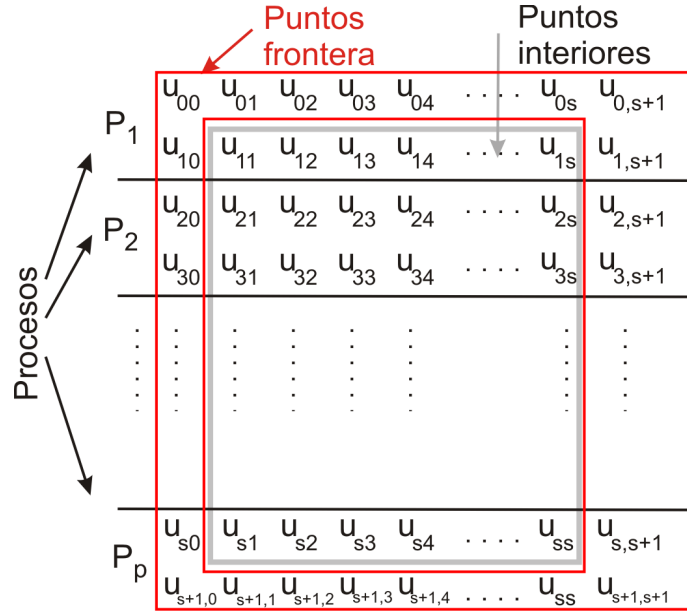 Puntos frontera
Puntos interiores
P1
P2
Procesos
Pp
u00 u01 u02 u03 u04 . . . . u0s u0,s+1
u10 u11 u12 u13 u14 . . . . u1s u1,s+1
u20 u21 u22 u23 u24 . . . . u2s u2,s+1
u30 u31 u32 u33 u34 . . . . u3s u3,s+1
us0 us1 us2 us3 us4 . . . . uss us,s+1
us+1,0 us+1,1 us+1,2 us+1,3 us+1,4 . . . . uss us+1,s+1